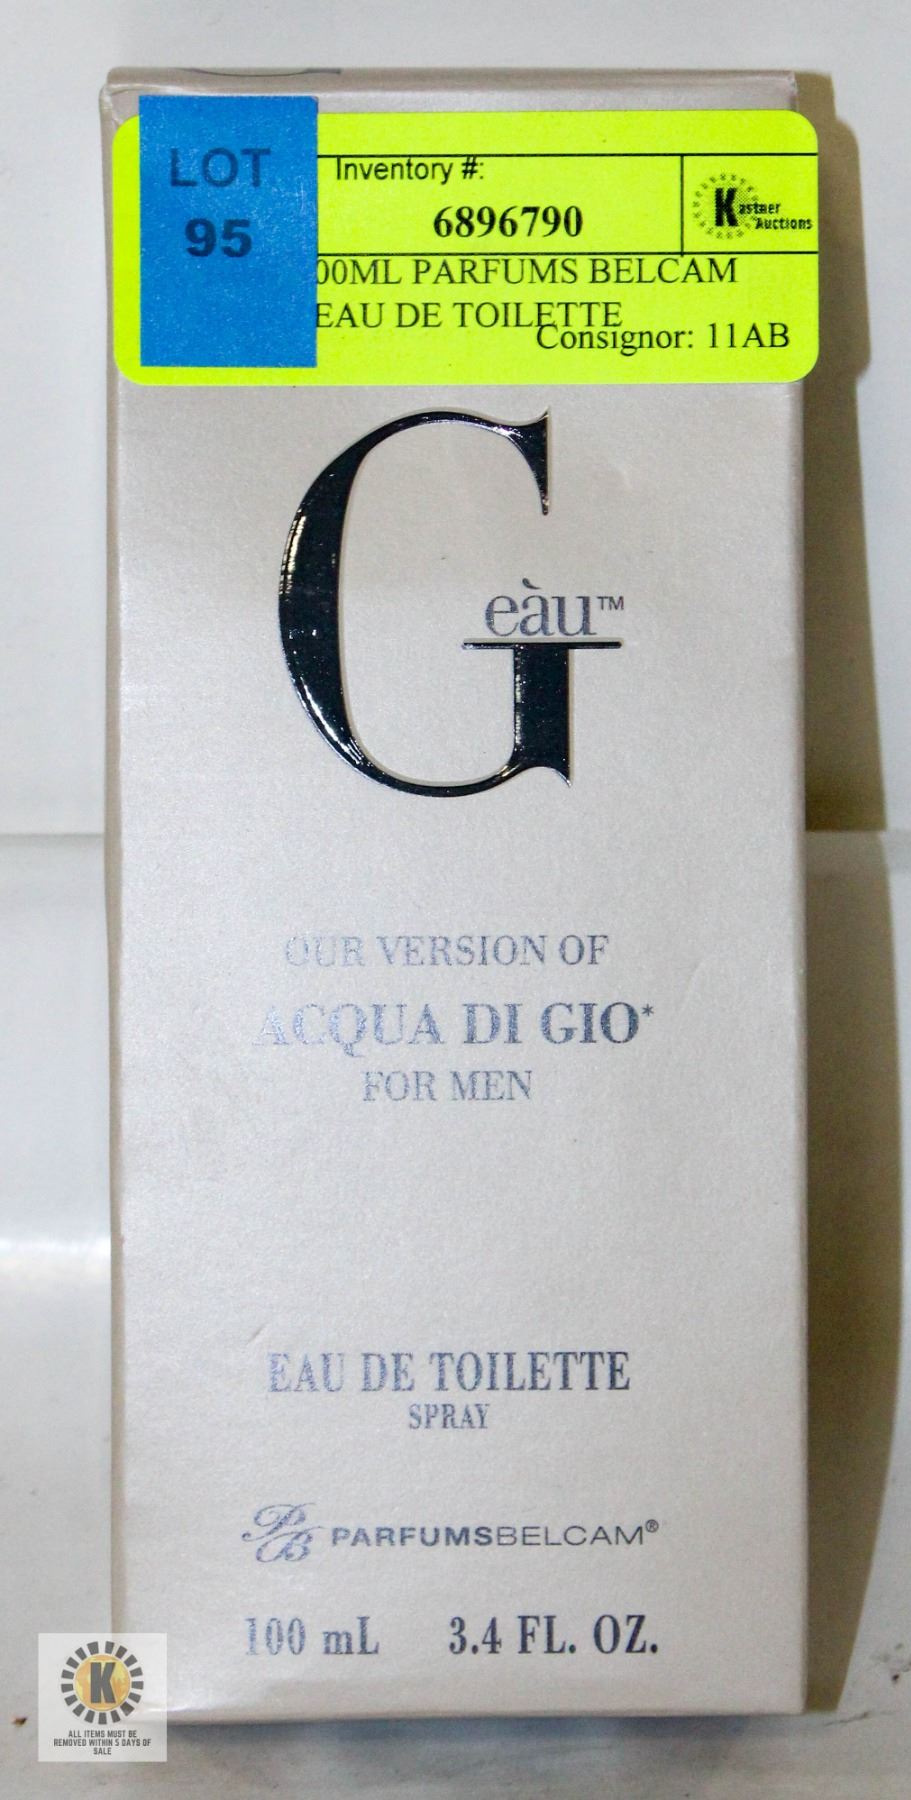 LOT
95
Inventory #:
6896790
Kastner
Auctions
00ML PARFUMS BELCAM
EAU DE TOILETTE
Consignor: 11AB
G
eàu™
OUR VERSION OF
ACQUA DI GIO*
FOR MEN
EAU DE TOILETTE
SPRAY
PB PARFUMSBELCAM®
100 mL 3.4 FL. OZ.
K
ALL ITEMS MUST BE
REMOVED WITHIN 5 DAYS OF
SALE